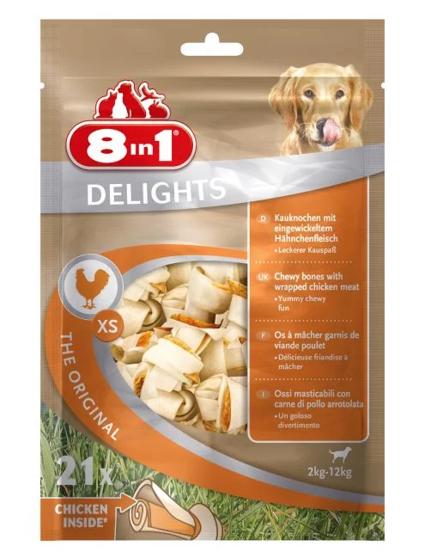 8in1®
DELIGHTS
D Kauknochen mit
eingewickeltem
Hähnchenfleisch
•Leckerer Kauspaß
UK Chewy bones with
wrapped chicken meat
•Yummy chewy
fun
F Os à mâcher garnis de
viande poulet
•Délicieuse friandise à
mâcher
I Ossi masticabili con
carne di pollo arrotolata
•Un goloso
divertimento
XS
THE ORIGINAL
2kg-12kg
21x
CHICKEN
INSIDE*